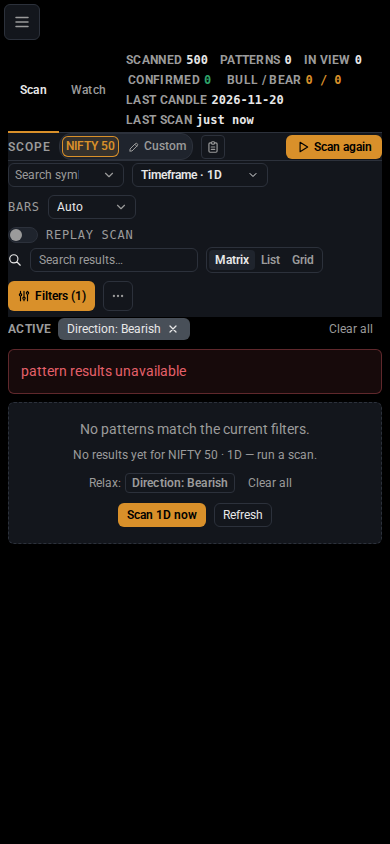 SCANNED 500 PATTERNS 0 IN VIEW 0
Scan Watch CONFIRMED 0 BULL / BEAR 0 / 0
LAST CANDLE 2026-11-20
LAST SCAN just now
SCOPE NIFTY 50 Custom Scan again
Search sym Timeframe · 1D
BARS Auto
REPLAY SCAN
Search results... Matrix List Grid
Filters (1) ···
ACTIVE Direction: Bearish × Clear all
pattern results unavailable
No patterns match the current filters.
No results yet for NIFTY 50 · 1D — run a scan.
Relax: Direction: Bearish Clear all
Scan 1D now Refresh